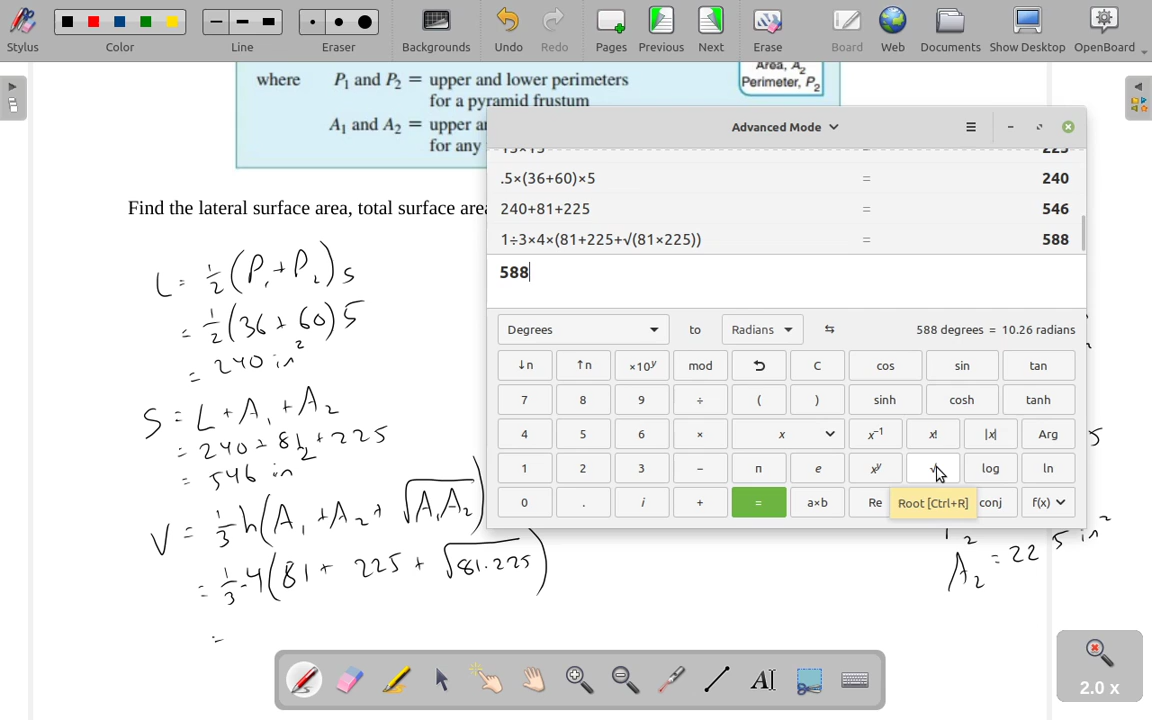 Stylus Color Line Eraser Backgrounds Undo Redo Pages Previous Next Erase Board Web Documents Show Desktop OpenBoard
Area, A2
where P1 and P2 = upper and lower perimeters
for a pyramid frustum
Perimeter, P2
A1 and A2 = upper ar
for any
Find the lateral surface area, total surface area
L = 1/2 (P1 + P2) s
= 1/2 (36 + 60) 5
= 240 in²
S = L + A1 + A2
= 240 + 81 + 225
= 546 in²
V = 1/3 h (A1 + A2 + √A1A2)
= 1/3 · 4 (81 + 225 + √81·225)
=
Advanced Mode
15×15 = 225
.5×(36+60)×5 = 240
240+81+225 = 546
1÷3×4×(81+225+√(81×225)) = 588
588
Degrees to Radians 588 degrees = 10.26 radians
↓n ↑n ×10ʸ mod C cos sin tan
7 8 9 ÷ ( ) sinh cosh tanh
4 5 6 × x x⁻¹ x! |x| Arg
1 2 3 − π e xʸ √ log ln
0 . i + = a×b Re conj f(x)
Root [Ctrl+R]
5
A2 = 225 in²
2.0 x